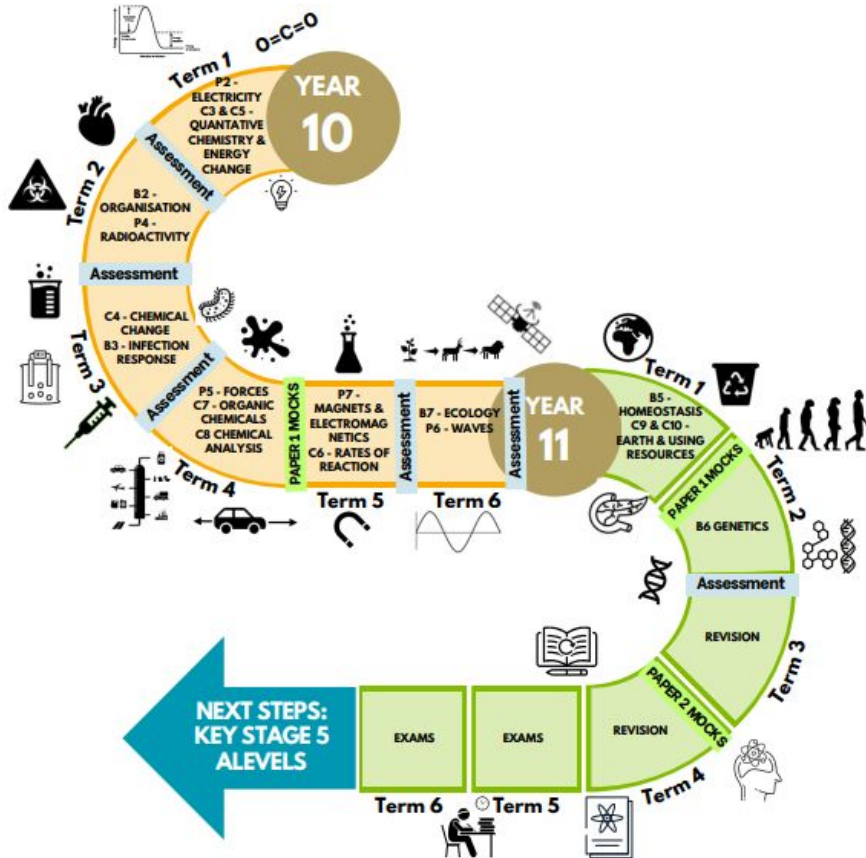 O=C=O
Term 1
YEAR
10
P2 -
ELECTRICITY
C3 & C5 -
QUANTATIVE
CHEMISTRY &
ENERGY
CHANGE
Assessment
Term 2
B2 -
ORGANISATION
P4 -
RADIOACTIVITY
Assessment
Term 3
C4 - CHEMICAL
CHANGE
B3 - INFECTION
RESPONSE
Assessment
Term 4
P5 - FORCES
C7 - ORGANIC
CHEMICALS
C8 CHEMICAL
ANALYSIS
PAPER 1 MOCKS
P7 -
MAGNETS &
ELECTROMAG
NETICS
C6 - RATES OF
REACTION
Term 5
Assessment
B7 - ECOLOGY
P6 - WAVES
Term 6
Assessment
YEAR
11
Term 1
B5 -
HOMEOSTASIS
C9 & C10 -
EARTH & USING
RESOURCES
PAPER 1 MOCKS
Term 2
B6 GENETICS
Assessment
REVISION
Term 3
PAPER 2 MOCKS
REVISION
Term 4
EXAMS
Term 5
EXAMS
Term 6
NEXT STEPS:
KEY STAGE 5
ALEVELS